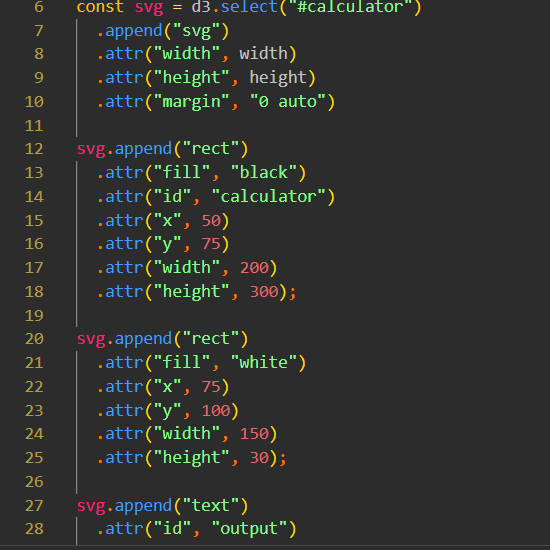 6 const svg = d3.select("#calculator")
7 .append("svg")
8 .attr("width", width)
9 .attr("height", height)
10 .attr("margin", "0 auto")
11
12 svg.append("rect")
13 .attr("fill", "black")
14 .attr("id", "calculator")
15 .attr("x", 50)
16 .attr("y", 75)
17 .attr("width", 200)
18 .attr("height", 300);
19
20 svg.append("rect")
21 .attr("fill", "white")
22 .attr("x", 75)
23 .attr("y", 100)
24 .attr("width", 150)
25 .attr("height", 30);
26
27 svg.append("text")
28 .attr("id", "output")